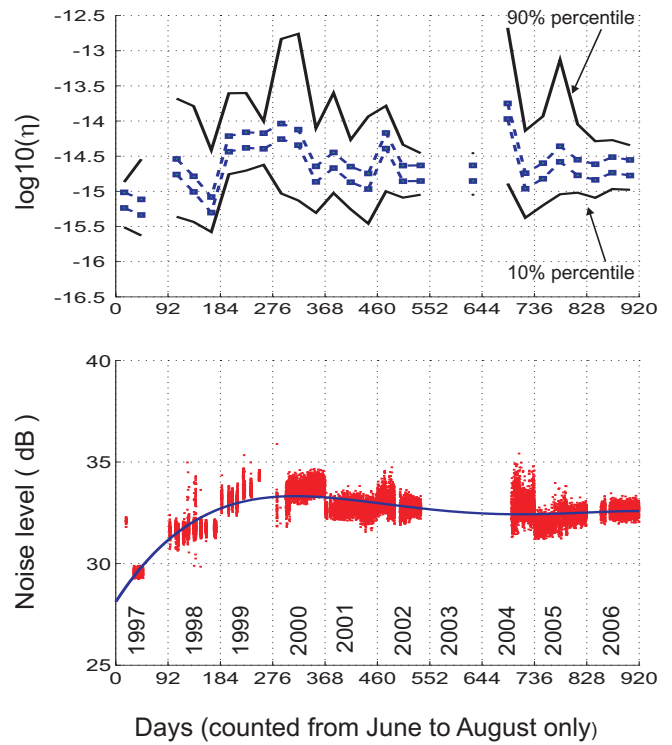 -12.5
-13
-13.5
-14
-14.5
-15
-15.5
-16
-16.5
log10(η)
90% percentile
10% percentile
0 92 184 276 368 460 552 644 736 828 920
40
35
30
25
Noise level ( dB )
1997 1998 1999 2000 2001 2002 2003 2004 2005 2006
0 92 184 276 368 460 552 644 736 828 920
Days (counted from June to August only)